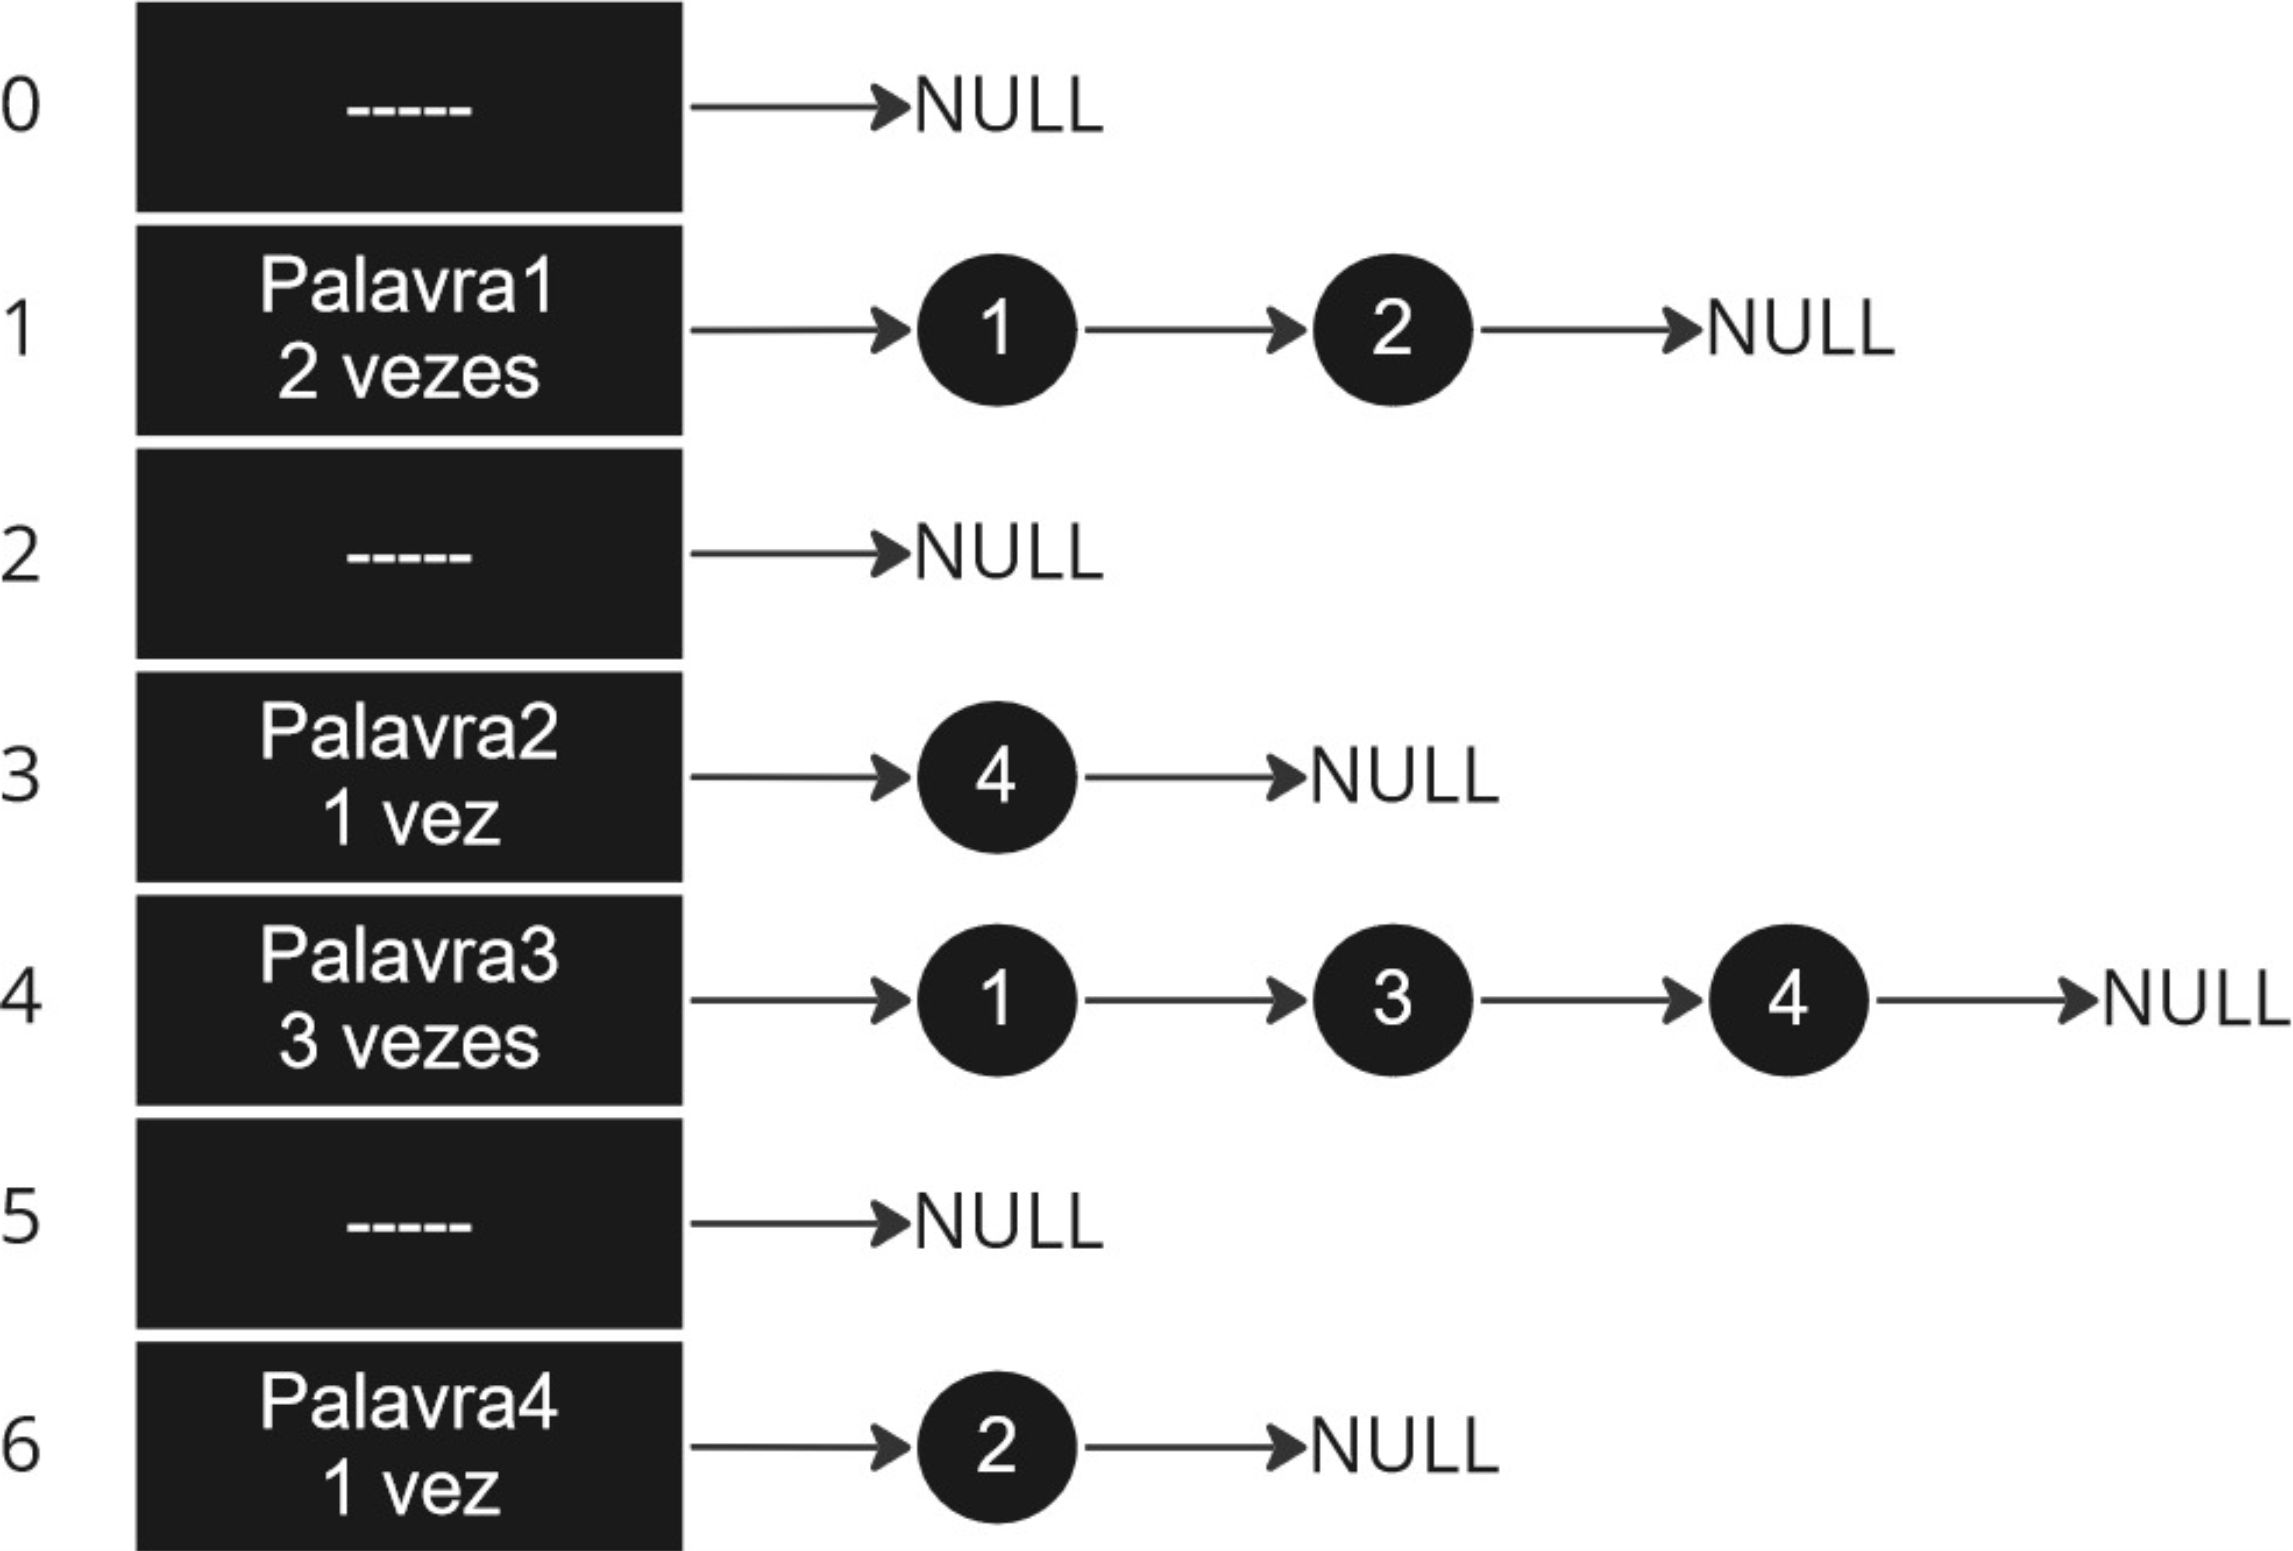 0 ----- NULL
Palavra1
1 1 2 NULL
2 vezes
2 ----- NULL
Palavra2
3 4 NULL
1 vez
Palavra3
4 1 3 4 NULL
3 vezes
5 ----- NULL
Palavra4
6 2 NULL
1 vez